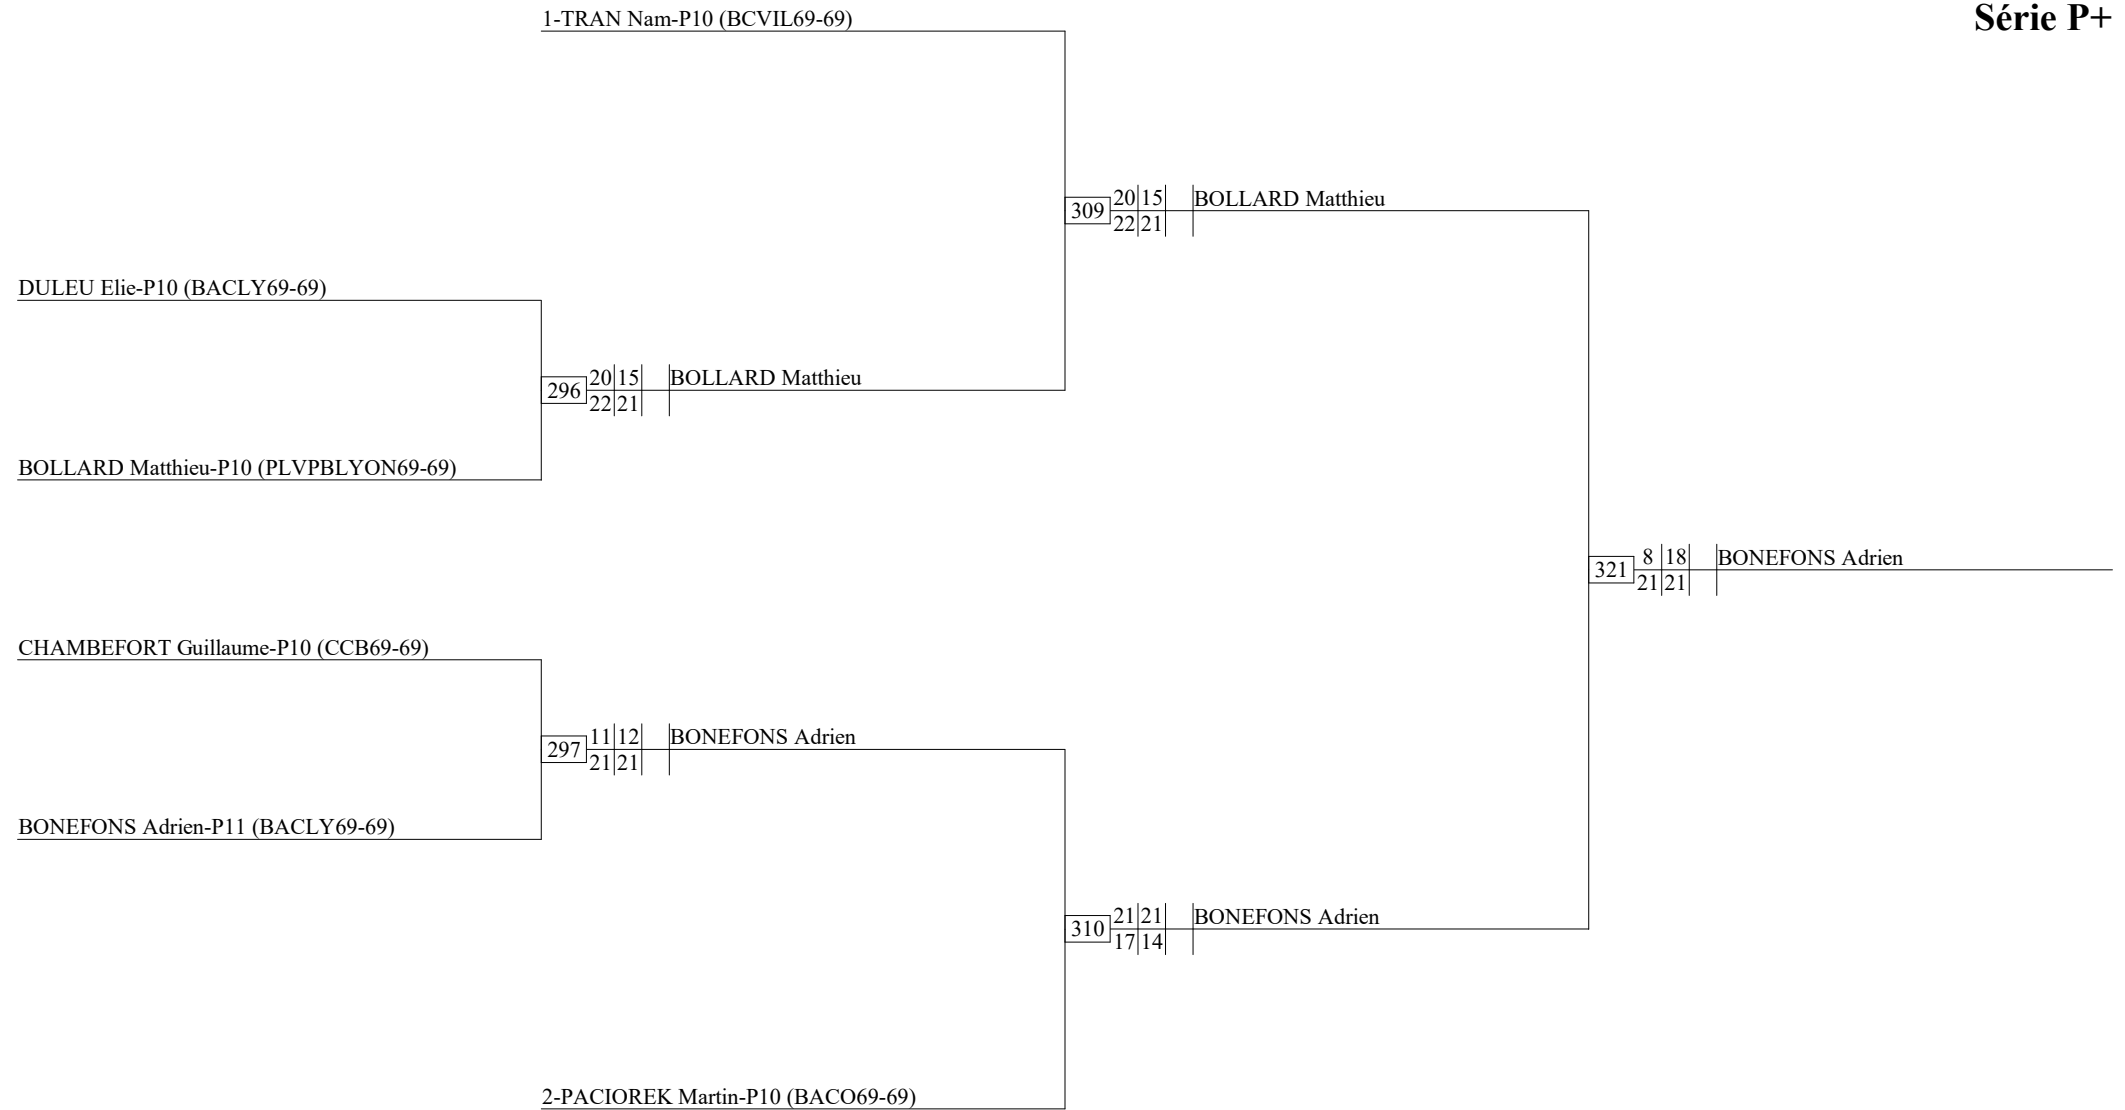 1-TRAN Nam-P10 (BCVIL69-69)
Série P+
20 15
309 BOLLARD Matthieu
22 21
DULEU Elie-P10 (BACLY69-69)
20 15
296 BOLLARD Matthieu
22 21
BOLLARD Matthieu-P10 (PLVPBLYON69-69)
8 18
321 BONEFONS Adrien
21 21
CHAMBEFORT Guillaume-P10 (CCB69-69)
11 12
297 BONEFONS Adrien
21 21
BONEFONS Adrien-P11 (BACLY69-69)
21 21
310 BONEFONS Adrien
17 14
2-PACIOREK Martin-P10 (BACO69-69)